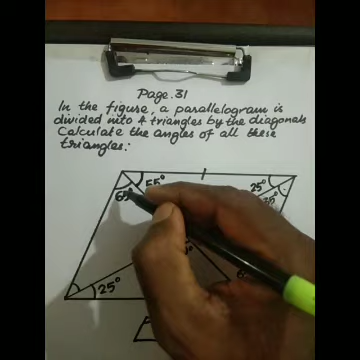 Page.31
In the figure, a parallelogram is
divided into 4 triangles by the diagonals
Calculate the angles of all these
triangles:
55°
25°
25°